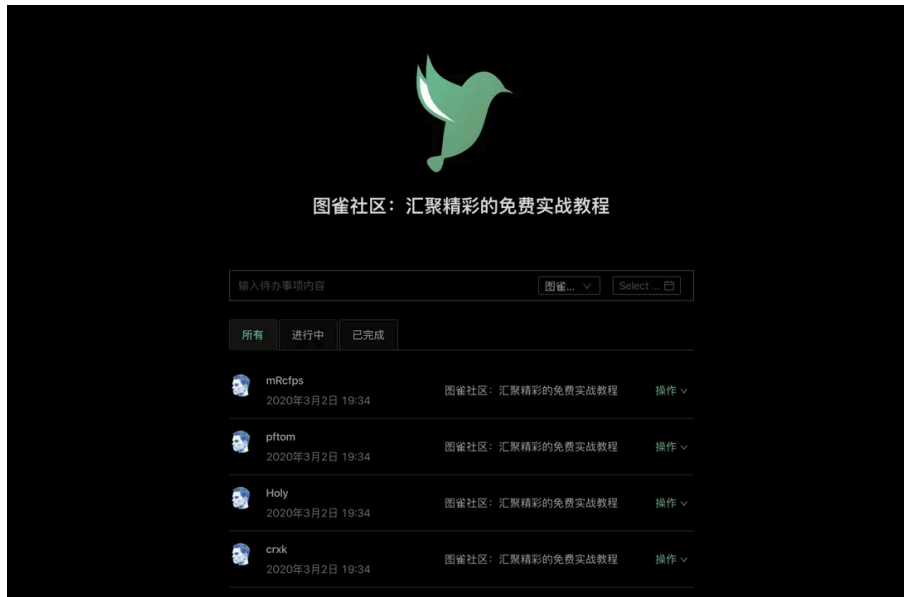 图雀社区：汇聚精彩的免费实战教程
输入待办事项内容 图雀... Select ...
所有 进行中 已完成
mRcfps
2020年3月2日 19:34 图雀社区：汇聚精彩的免费实战教程 操作
pftom
2020年3月2日 19:34 图雀社区：汇聚精彩的免费实战教程 操作
Holy
2020年3月2日 19:34 图雀社区：汇聚精彩的免费实战教程 操作
crxk
2020年3月2日 19:34 图雀社区：汇聚精彩的免费实战教程 操作